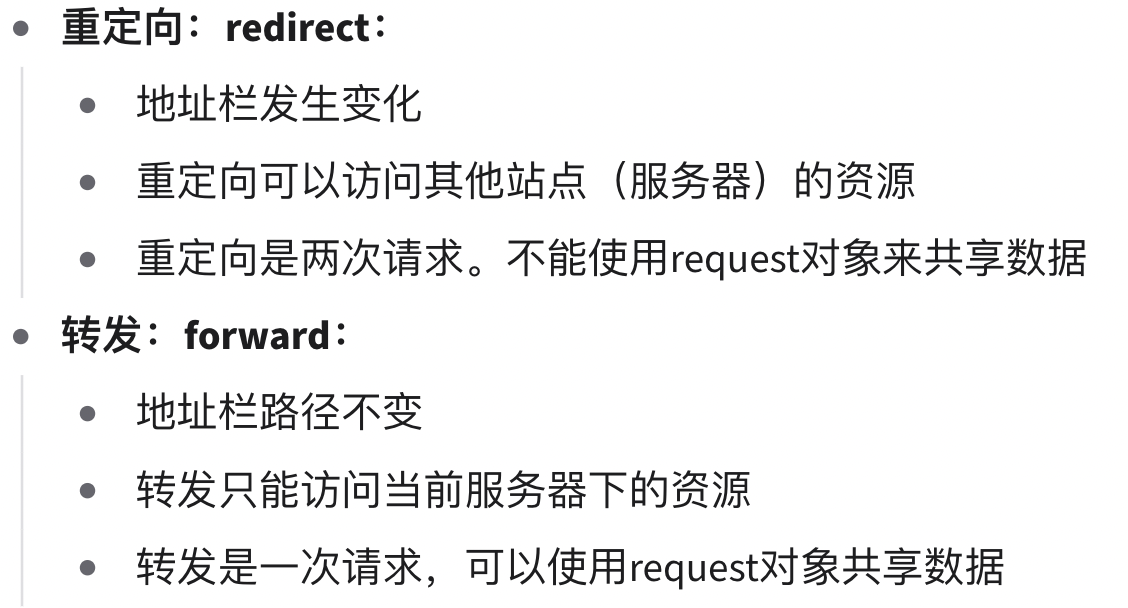 重定向：redirect：
地址栏发生变化
重定向可以访问其他站点（服务器）的资源
重定向是两次请求。不能使用request对象来共享数据
转发：forward：
地址栏路径不变
转发只能访问当前服务器下的资源
转发是一次请求，可以使用request对象共享数据